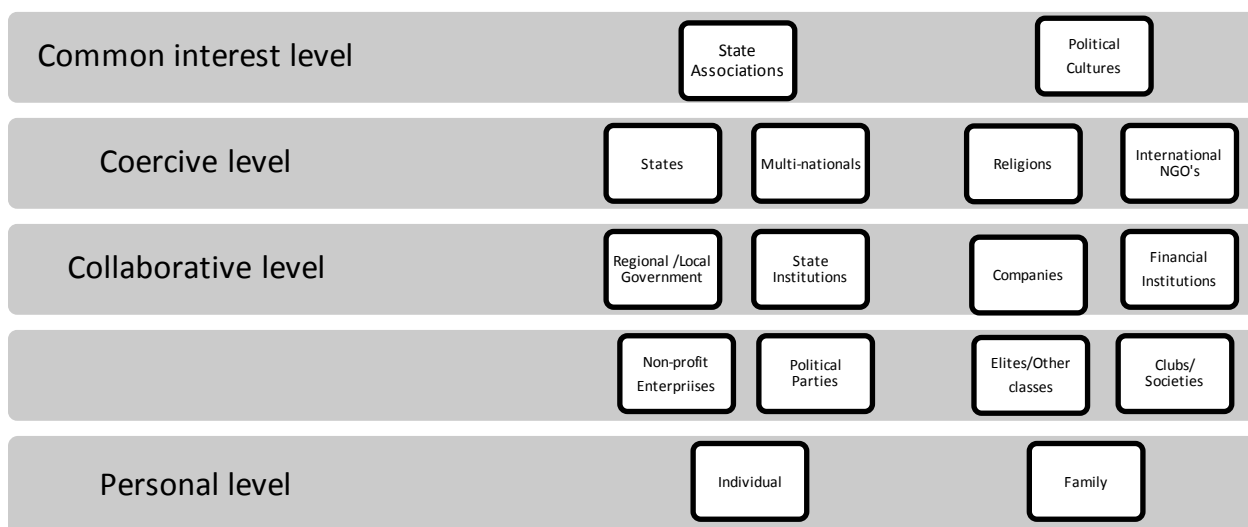 Common interest level
State
Associations
Political
Cultures
Coercive level
States
Multi-nationals
Religions
International
NGO's
Collaborative level
Regional /Local
Government
State
Institutions
Companies
Financial
Institutions
Non-profit
Enterpriises
Political
Parties
Elites/Other
classes
Clubs/
Societies
Personal level
Individual
Family